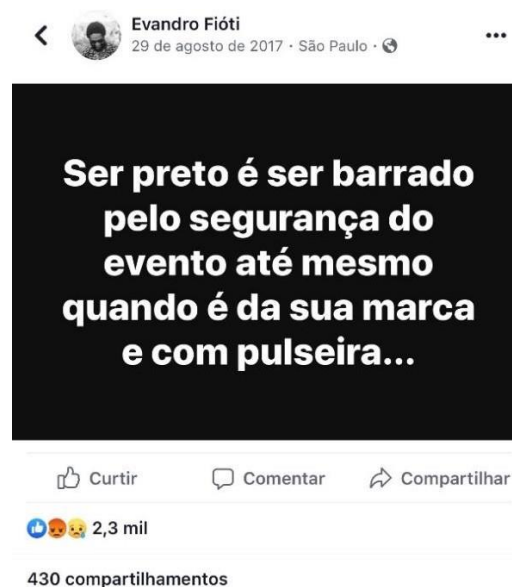 Evandro Fióti
29 de agosto de 2017 · São Paulo ·
Ser preto é ser barrado
pelo segurança do
evento até mesmo
quando é da sua marca
e com pulseira...
Curtir Comentar Compartilhar
2,3 mil
430 compartilhamentos